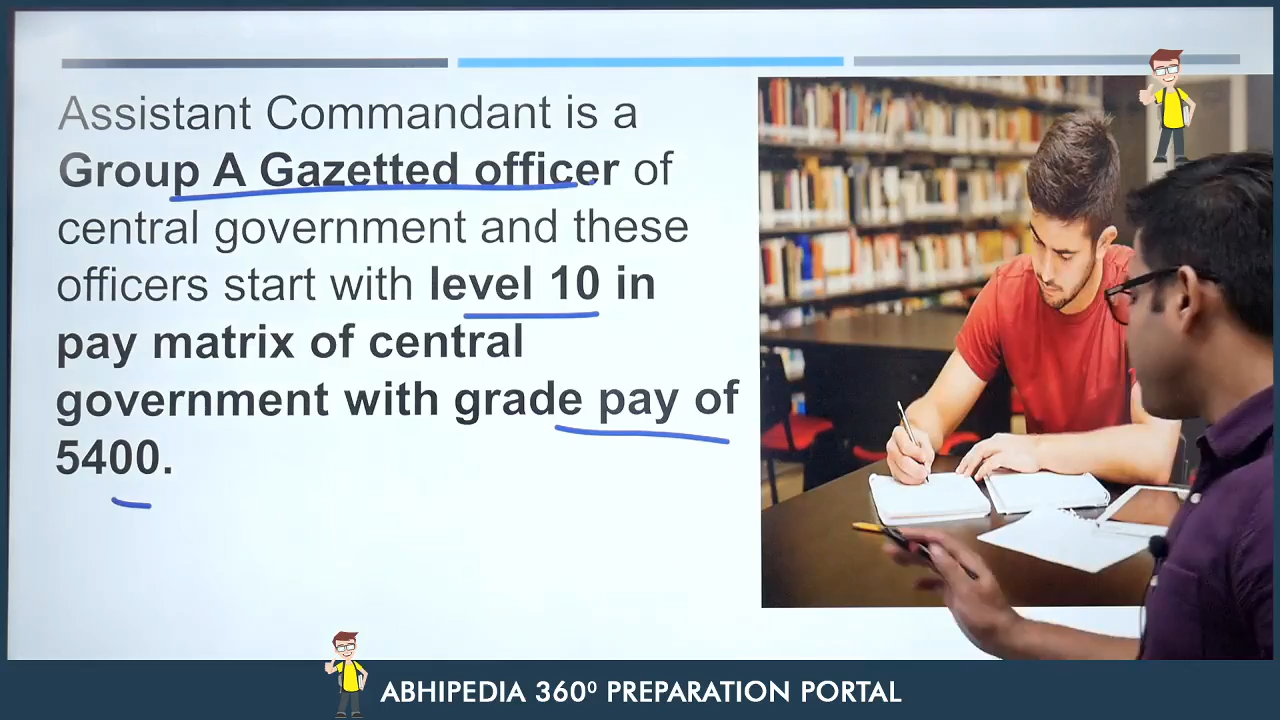 Assistant Commandant is a
Group A Gazetted officer of
central government and these
officers start with level 10 in
pay matrix of central
government with grade pay of
5400.
ABHIPEDIA 360⁰ PREPARATION PORTAL